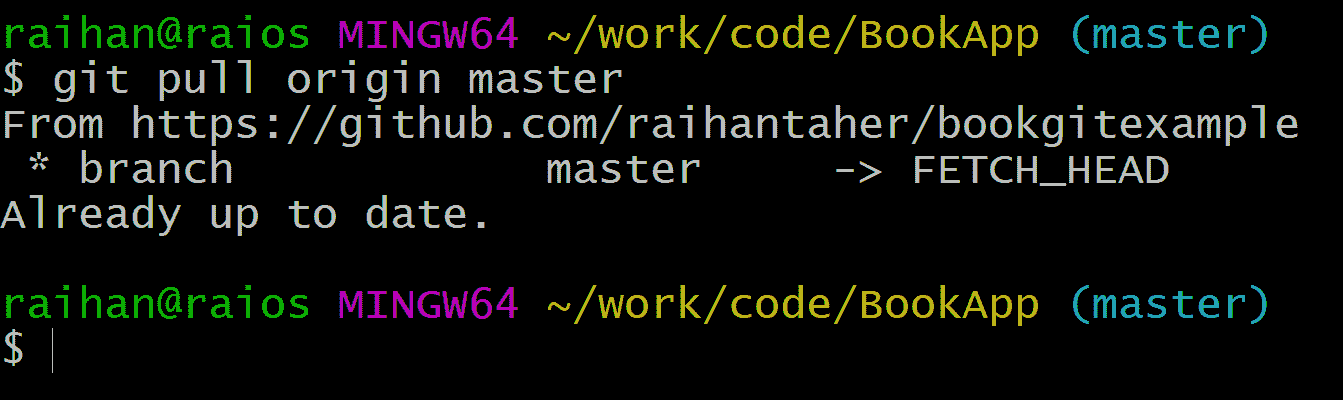 raihan@raios MINGW64 ~/work/code/BookApp (master)
$ git pull origin master
From https://github.com/raihantaher/bookgitexample
 * branch            master     -> FETCH_HEAD
Already up to date.
raihan@raios MINGW64 ~/work/code/BookApp (master)
$